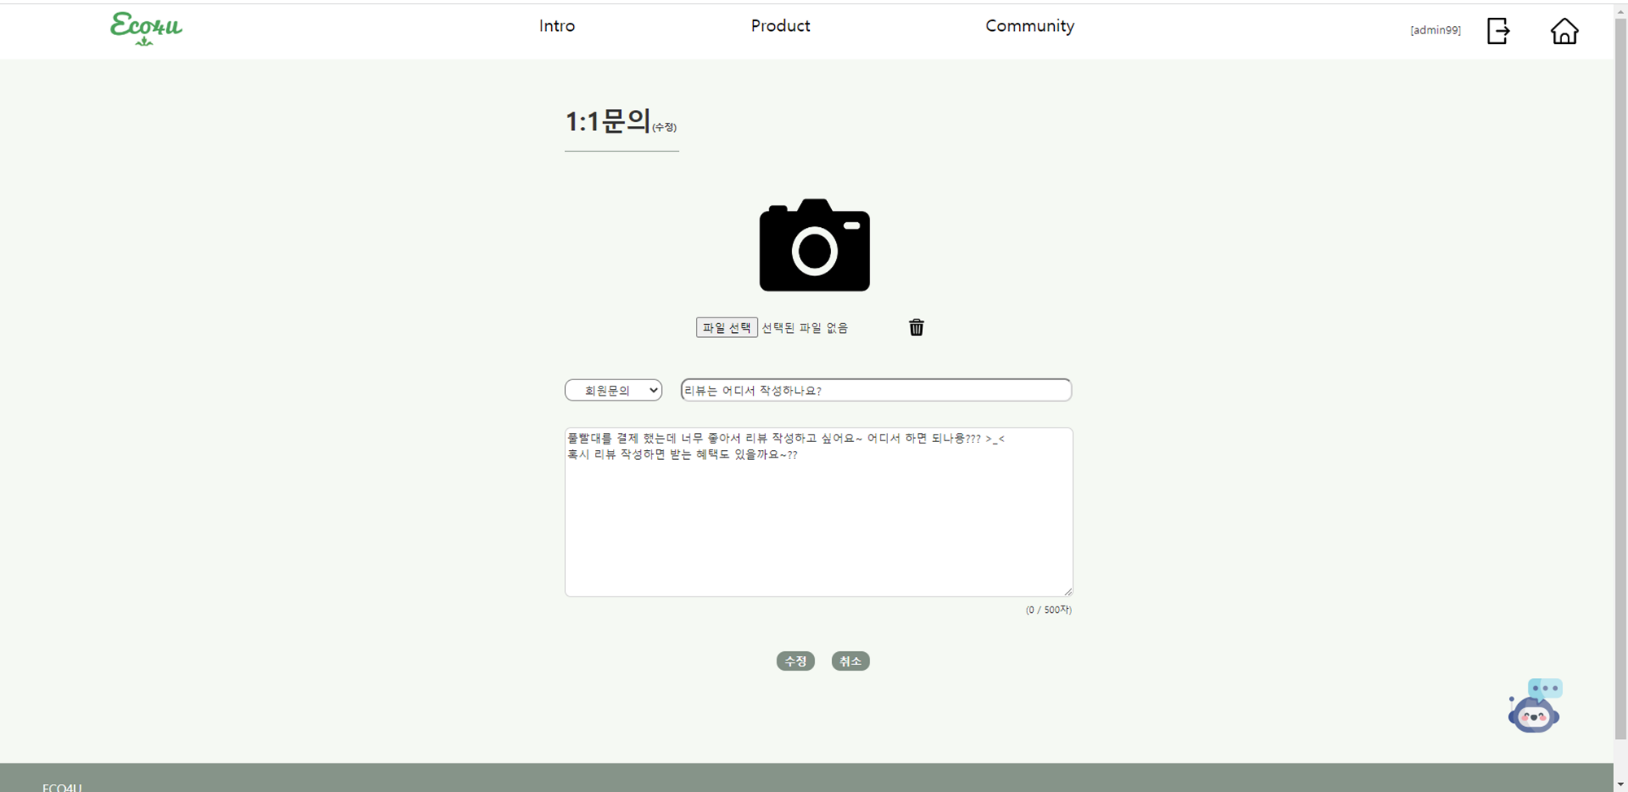 Eco4u
Intro
Product
Community
[admin99]
1:1문의(수정)
파일 선택 선택된 파일 없음
회원문의
리뷰는 어디서 작성하나요?
풀빨대를 결제 했는데 너무 좋아서 리뷰 작성하고 싶어요~ 어디서 하면 되나용??? >_<
혹시 리뷰 작성하면 받는 혜택도 있을까요~??
(0 / 500자)
수정
취소
ECO4U